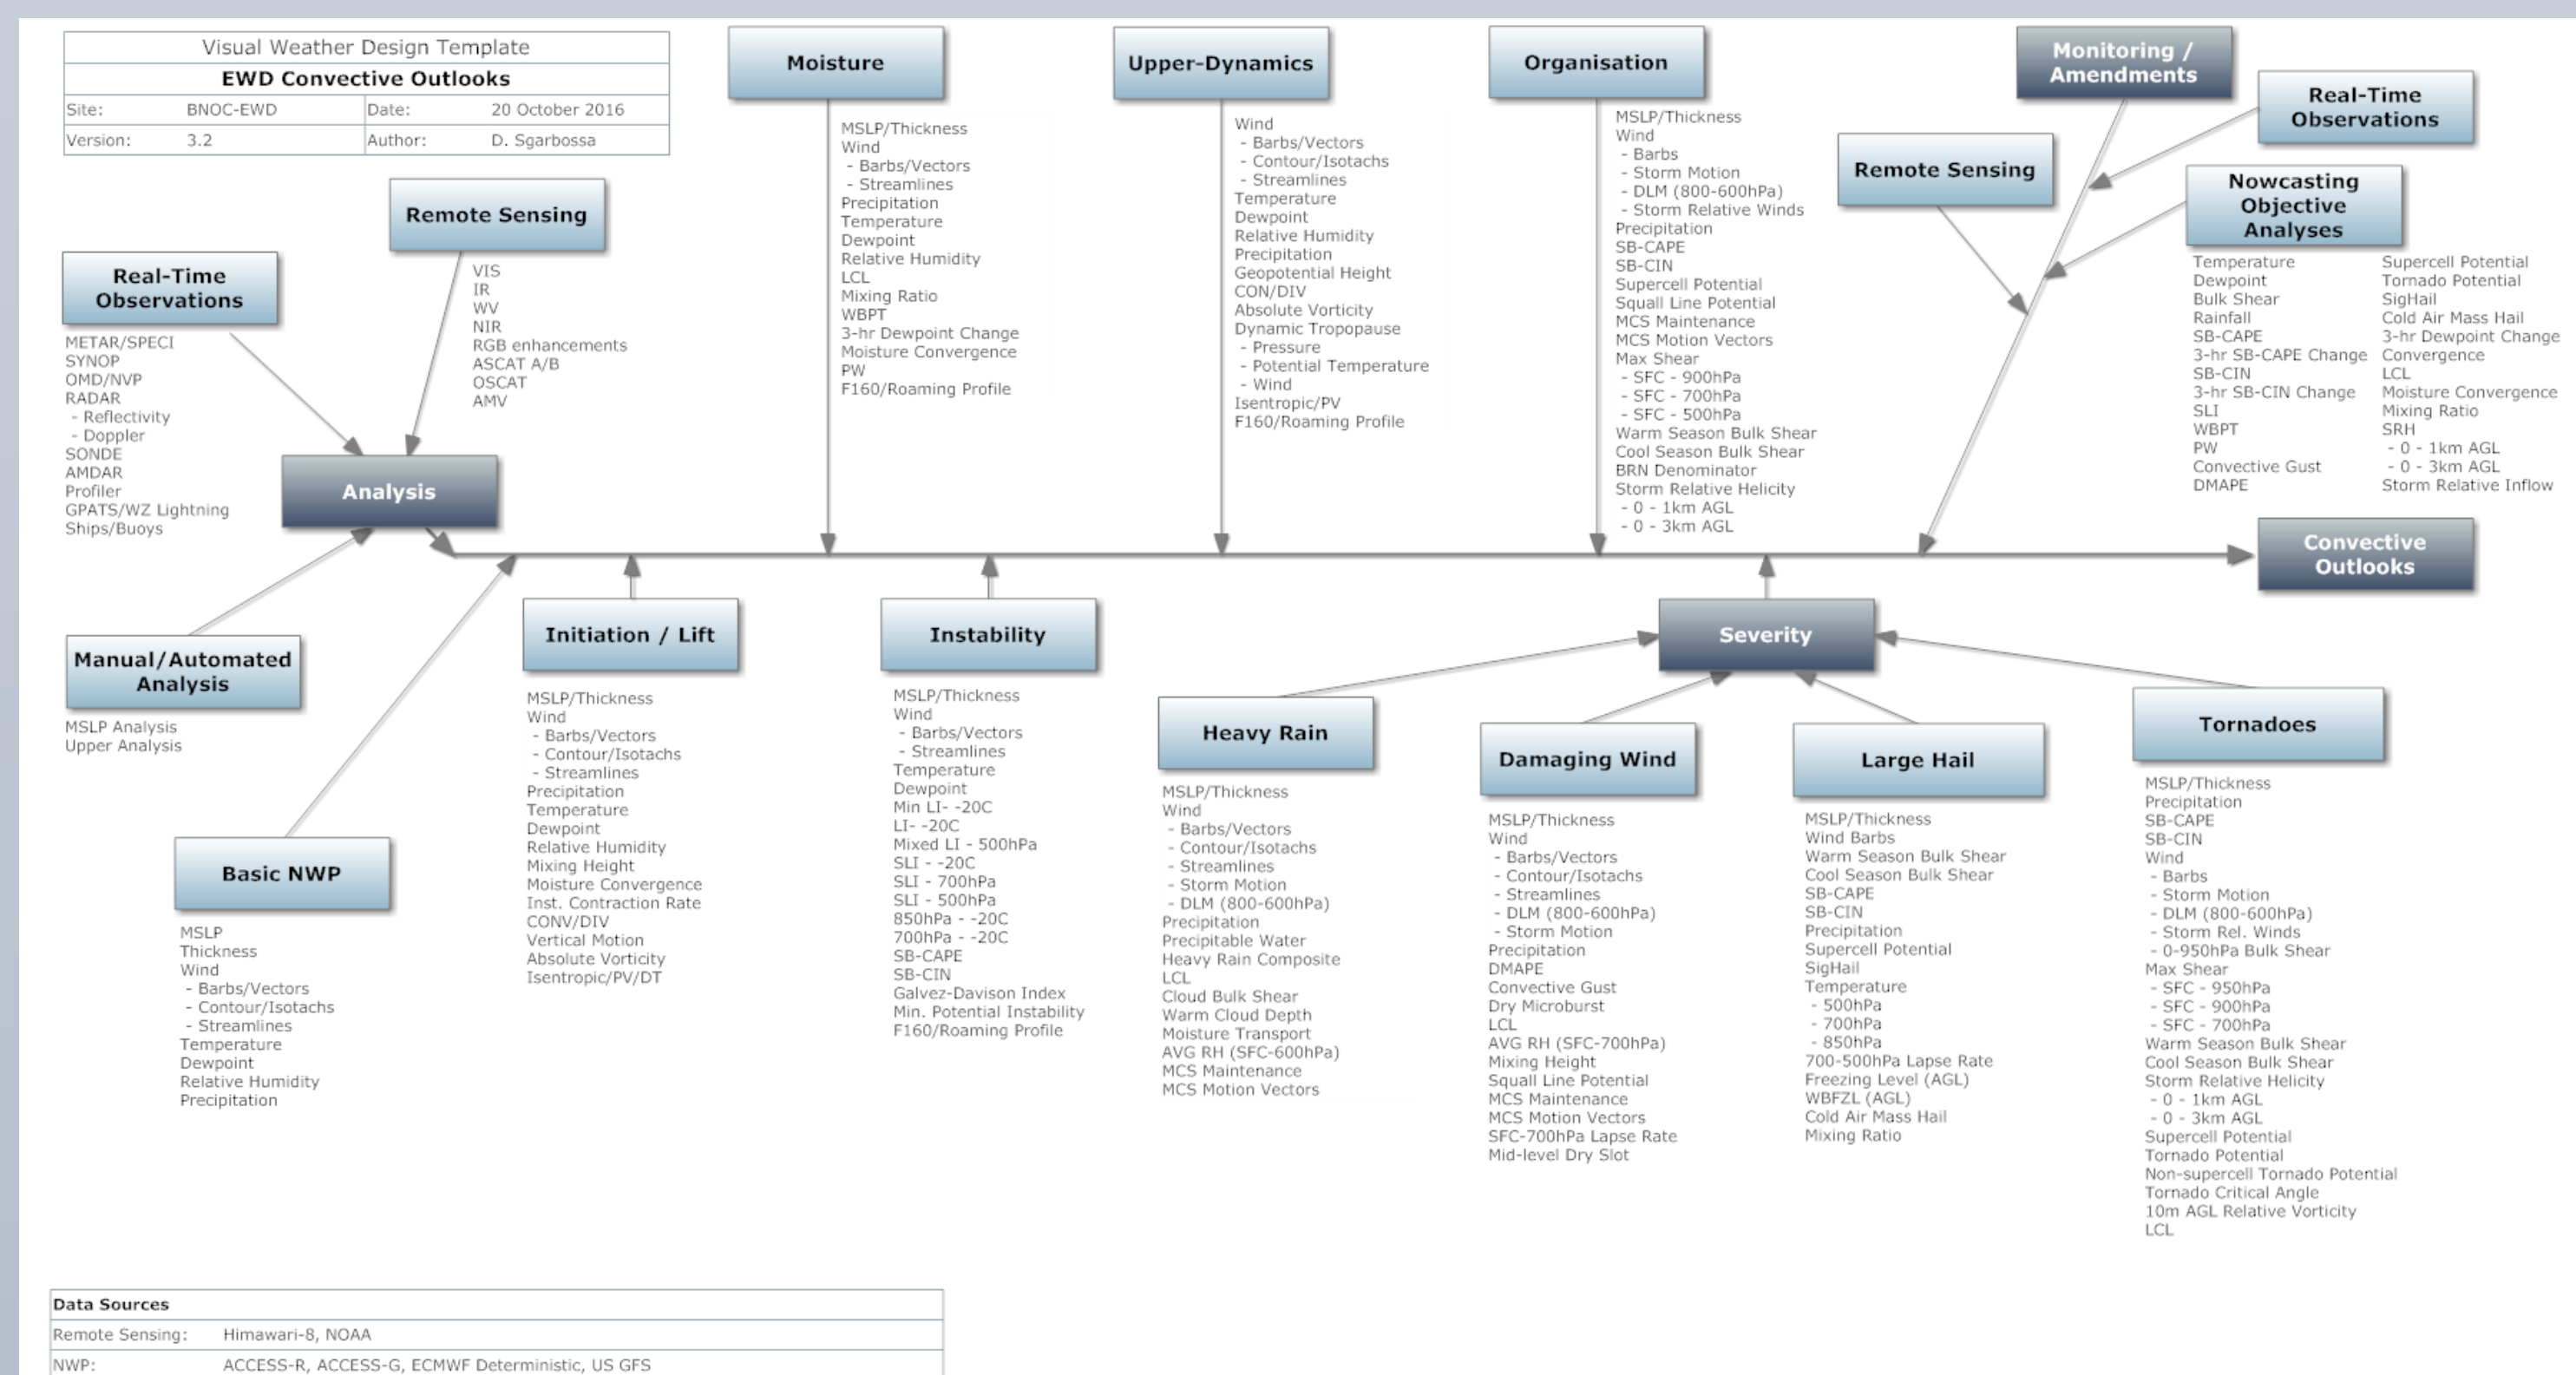 Visual Weather Design Template
EWD Convective Outlooks
Site: BNOC-EWD Date: 20 October 2016
Version: 3.2 Author: D. Sgarbossa
Remote Sensing
VIS
IR
WV
NIR
RGB enhancements
ASCAT A/B
OSCAT
AMV
Real-Time
Observations
METAR/SPECI
SYNOP
OMD/NVP
RADAR
- Reflectivity
- Doppler
SONDE
AMDAR
Profiler
GPATS/WZ Lightning
Ships/Buoys
Analysis
Manual/Automated
Analysis
MSLP Analysis
Upper Analysis
Basic NWP
MSLP
Thickness
Wind
- Barbs/Vectors
- Contour/Isotachs
- Streamlines
Temperature
Dewpoint
Relative Humidity
Precipitation
Initiation / Lift
MSLP/Thickness
Wind
- Barbs/Vectors
- Contour/Isotachs
- Streamlines
Precipitation
Temperature
Dewpoint
Relative Humidity
Mixing Height
Moisture Convergence
Inst. Contraction Rate
CONV/DIV
Vertical Motion
Absolute Vorticity
Isentropic/PV/DT
Moisture
MSLP/Thickness
Wind
- Barbs/Vectors
- Streamlines
Precipitation
Temperature
Dewpoint
Relative Humidity
LCL
Mixing Ratio
WBPT
3-hr Dewpoint Change
Moisture Convergence
PW
F160/Roaming Profile
Instability
MSLP/Thickness
Wind
- Barbs/Vectors
- Streamlines
Temperature
Dewpoint
Min LI- -20C
LI- -20C
Mixed LI - 500hPa
SLI - -20C
SLI - 700hPa
SLI - 500hPa
850hPa - -20C
700hPa - -20C
SB-CAPE
SB-CIN
Galvez-Davison Index
Min. Potential Instability
F160/Roaming Profile
Upper-Dynamics
Wind
- Barbs/Vectors
- Contour/Isotachs
- Streamlines
Temperature
Dewpoint
Relative Humidity
Precipitation
Geopotential Height
CON/DIV
Absolute Vorticity
Dynamic Tropopause
- Pressure
- Potential Temperature
- Wind
Isentropic/PV
F160/Roaming Profile
Organisation
MSLP/Thickness
Wind
- Barbs
- Storm Motion
- DLM (800-600hPa)
- Storm Relative Winds
Precipitation
SB-CAPE
SB-CIN
Supercell Potential
Squall Line Potential
MCS Maintenance
MCS Motion Vectors
Max Shear
- SFC - 900hPa
- SFC - 700hPa
- SFC - 500hPa
Warm Season Bulk Shear
Cool Season Bulk Shear
BRN Denominator
Storm Relative Helicity
- 0 - 1km AGL
- 0 - 3km AGL
Monitoring /
Amendments
Remote Sensing
Real-Time
Observations
Nowcasting
Objective
Analyses
Temperature
Dewpoint
Bulk Shear
Rainfall
SB-CAPE
3-hr SB-CAPE Change
SB-CIN
3-hr SB-CIN Change
SLI
WBPT
PW
Convective Gust
DMAPE
Supercell Potential
Tornado Potential
SigHail
Cold Air Mass Hail
3-hr Dewpoint Change
Convergence
LCL
Moisture Convergence
Mixing Ratio
SRH
- 0 - 1km AGL
- 0 - 3km AGL
Storm Relative Inflow
Convective
Outlooks
Severity
Heavy Rain
MSLP/Thickness
Wind
- Barbs/Vectors
- Contour/Isotachs
- Streamlines
- Storm Motion
- DLM (800-600hPa)
Precipitation
Precipitable Water
Heavy Rain Composite
LCL
Cloud Bulk Shear
Warm Cloud Depth
Moisture Transport
AVG RH (SFC-600hPa)
MCS Maintenance
MCS Motion Vectors
Damaging Wind
MSLP/Thickness
Wind
- Barbs/Vectors
- Contour/Isotachs
- Streamlines
- DLM (800-600hPa)
- Storm Motion
Precipitation
DMAPE
Convective Gust
Dry Microburst
LCL
AVG RH (SFC-700hPa)
Mixing Height
Squall Line Potential
MCS Maintenance
MCS Motion Vectors
SFC-700hPa Lapse Rate
Mid-level Dry Slot
Large Hail
MSLP/Thickness
Wind Barbs
Warm Season Bulk Shear
Cool Season Bulk Shear
SB-CAPE
SB-CIN
Precipitation
Supercell Potential
SigHail
Temperature
- 500hPa
- 700hPa
- 850hPa
700-500hPa Lapse Rate
Freezing Level (AGL)
WBFZL (AGL)
Cold Air Mass Hail
Mixing Ratio
Tornadoes
MSLP/Thickness
Precipitation
SB-CAPE
SB-CIN
Wind
- Barbs
- Storm Motion
- DLM (800-600hPa)
- Storm Rel. Winds
- 0-950hPa Bulk Shear
Max Shear
- SFC - 950hPa
- SFC - 900hPa
- SFC - 700hPa
Warm Season Bulk Shear
Cool Season Bulk Shear
Storm Relative Helicity
- 0 - 1km AGL
- 0 - 3km AGL
Supercell Potential
Tornado Potential
Non-supercell Tornado Potential
Tornado Critical Angle
10m AGL Relative Vorticity
LCL
Data Sources
Remote Sensing: Himawari-8, NOAA
NWP: ACCESS-R, ACCESS-G, ECMWF Deterministic, US GFS